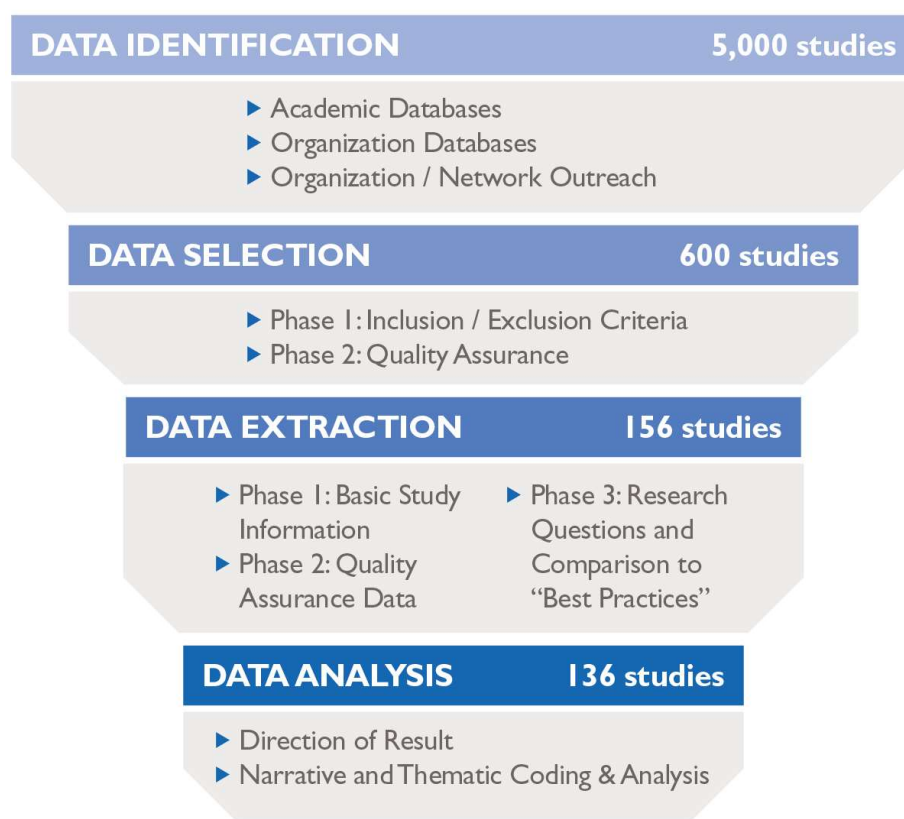 DATA IDENTIFICATION 5,000 studies
Academic Databases
Organization Databases
Organization / Network Outreach
DATA SELECTION 600 studies
Phase 1: Inclusion / Exclusion Criteria
Phase 2: Quality Assurance
DATA EXTRACTION 156 studies
Phase 1: Basic Study
Information
Phase 2: Quality
Assurance Data
Phase 3: Research
Questions and
Comparison to
“Best Practices”
DATA ANALYSIS 136 studies
Direction of Result
Narrative and Thematic Coding & Analysis